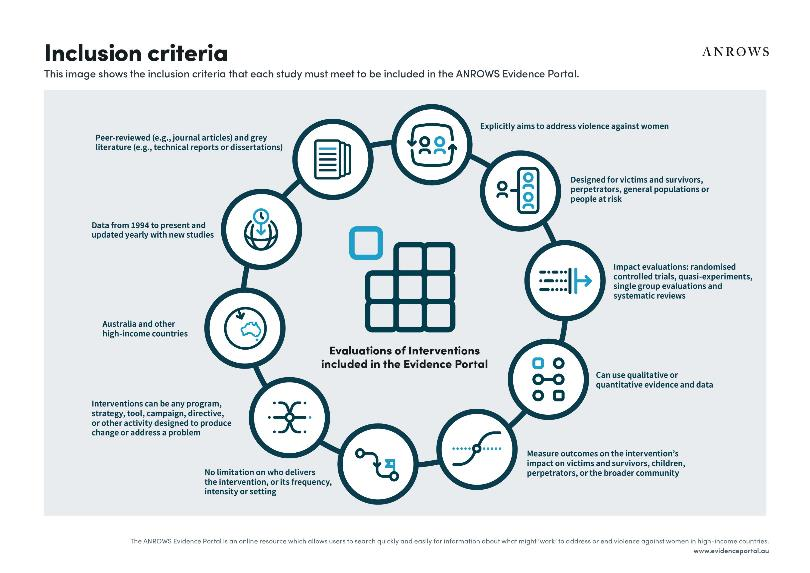 Inclusion criteria
ANROWS
This image shows the inclusion criteria that each study must meet to be included in the ANROWS Evidence Portal.
Explicitly aims to address violence against women
Peer-reviewed (e.g., journal articles) and grey
literature (e.g., technical reports or dissertations)
Designed for victims and survivors,
perpetrators, general populations or
people at risk
Data from 1994 to present and
updated yearly with new studies
Impact evaluations: randomised
controlled trials, quasi-experiments,
single group evaluations and
systematic reviews
Australia and other
high-income countries
Evaluations of Interventions
included in the Evidence Portal
Can use qualitative or
quantitative evidence and data
Interventions can be any program,
strategy, tool, campaign, directive,
or other activity designed to produce
change or address a problem
Measure outcomes on the intervention's
impact on victims and survivors, children,
perpetrators, or the broader community
No limitation on who delivers
the intervention, or its frequency,
intensity or setting
The ANROWS Evidence Portal is an online resource which allows users to search quickly and easily for information about what might 'work' to address or end violence against women in high-income countries.
www.evidenceportal.au